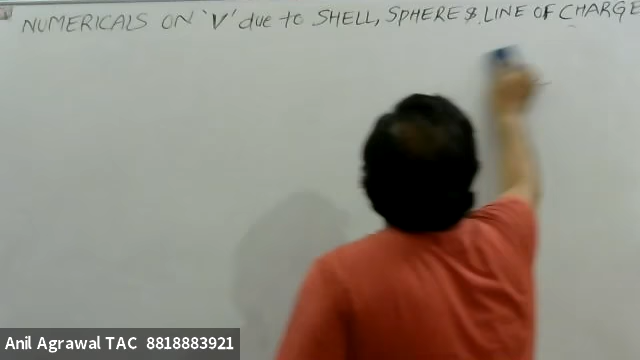 NUMERICALS ON 'V' due to SHELL, SPHERE & LINE OF CHARGE
Anil Agrawal TAC 8818883921